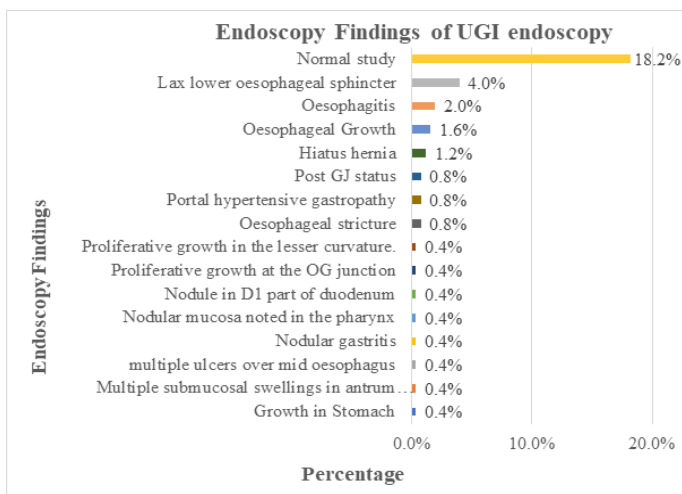 Endoscopy Findings of UGI endoscopy
Normal study 18.2%
Lax lower oesophageal sphincter 4.0%
Oesophagitis 2.0%
Oesophageal Growth 1.6%
Hiatus hernia 1.2%
Post GJ status 0.8%
Portal hypertensive gastropathy 0.8%
Oesophageal stricture 0.8%
Proliferative growth in the lesser curvature. 0.4%
Proliferative growth at the OG junction 0.4%
Nodule in D1 part of duodenum 0.4%
Nodular mucosa noted in the pharynx 0.4%
Nodular gastritis 0.4%
multiple ulcers over mid oesophagus 0.4%
Multiple submucosal swellings in antrum … 0.4%
Growth in Stomach 0.4%
Endoscopy Findings
0.0% 10.0% 20.0%
Percentage